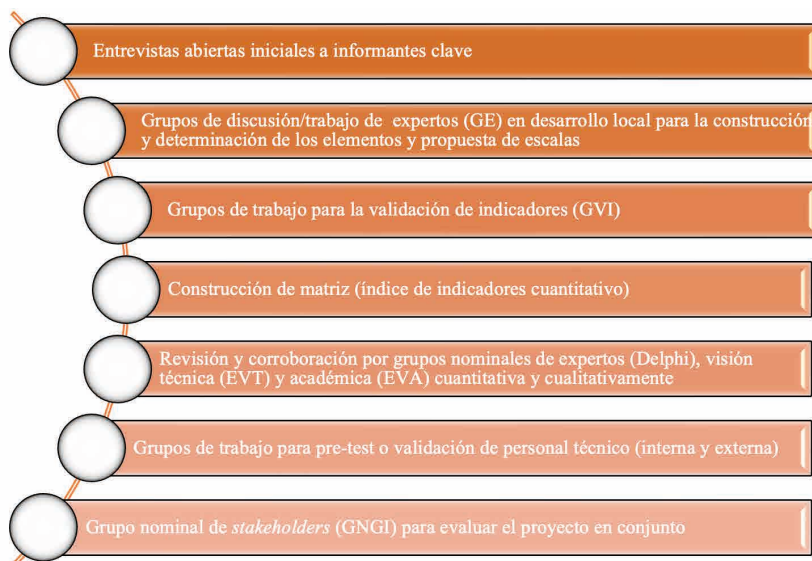 Entrevistas abiertas iniciales a informantes clave
Grupos de discusión/trabajo de expertos (GE) en desarrollo local para la construcción
y determinación de los elementos y propuesta de escalas
Grupos de trabajo para la validación de indicadores (GVI)
Construcción de matriz (índice de indicadores cuantitativo)
Revisión y corroboración por grupos nominales de expertos (Delphi), visión
técnica (EVT) y académica (EVA) cuantitativa y cualitativamente
Grupos de trabajo para pre-test o validación de personal técnico (interna y externa)
Grupo nominal de stakeholders (GNGI) para evaluar el proyecto en conjunto